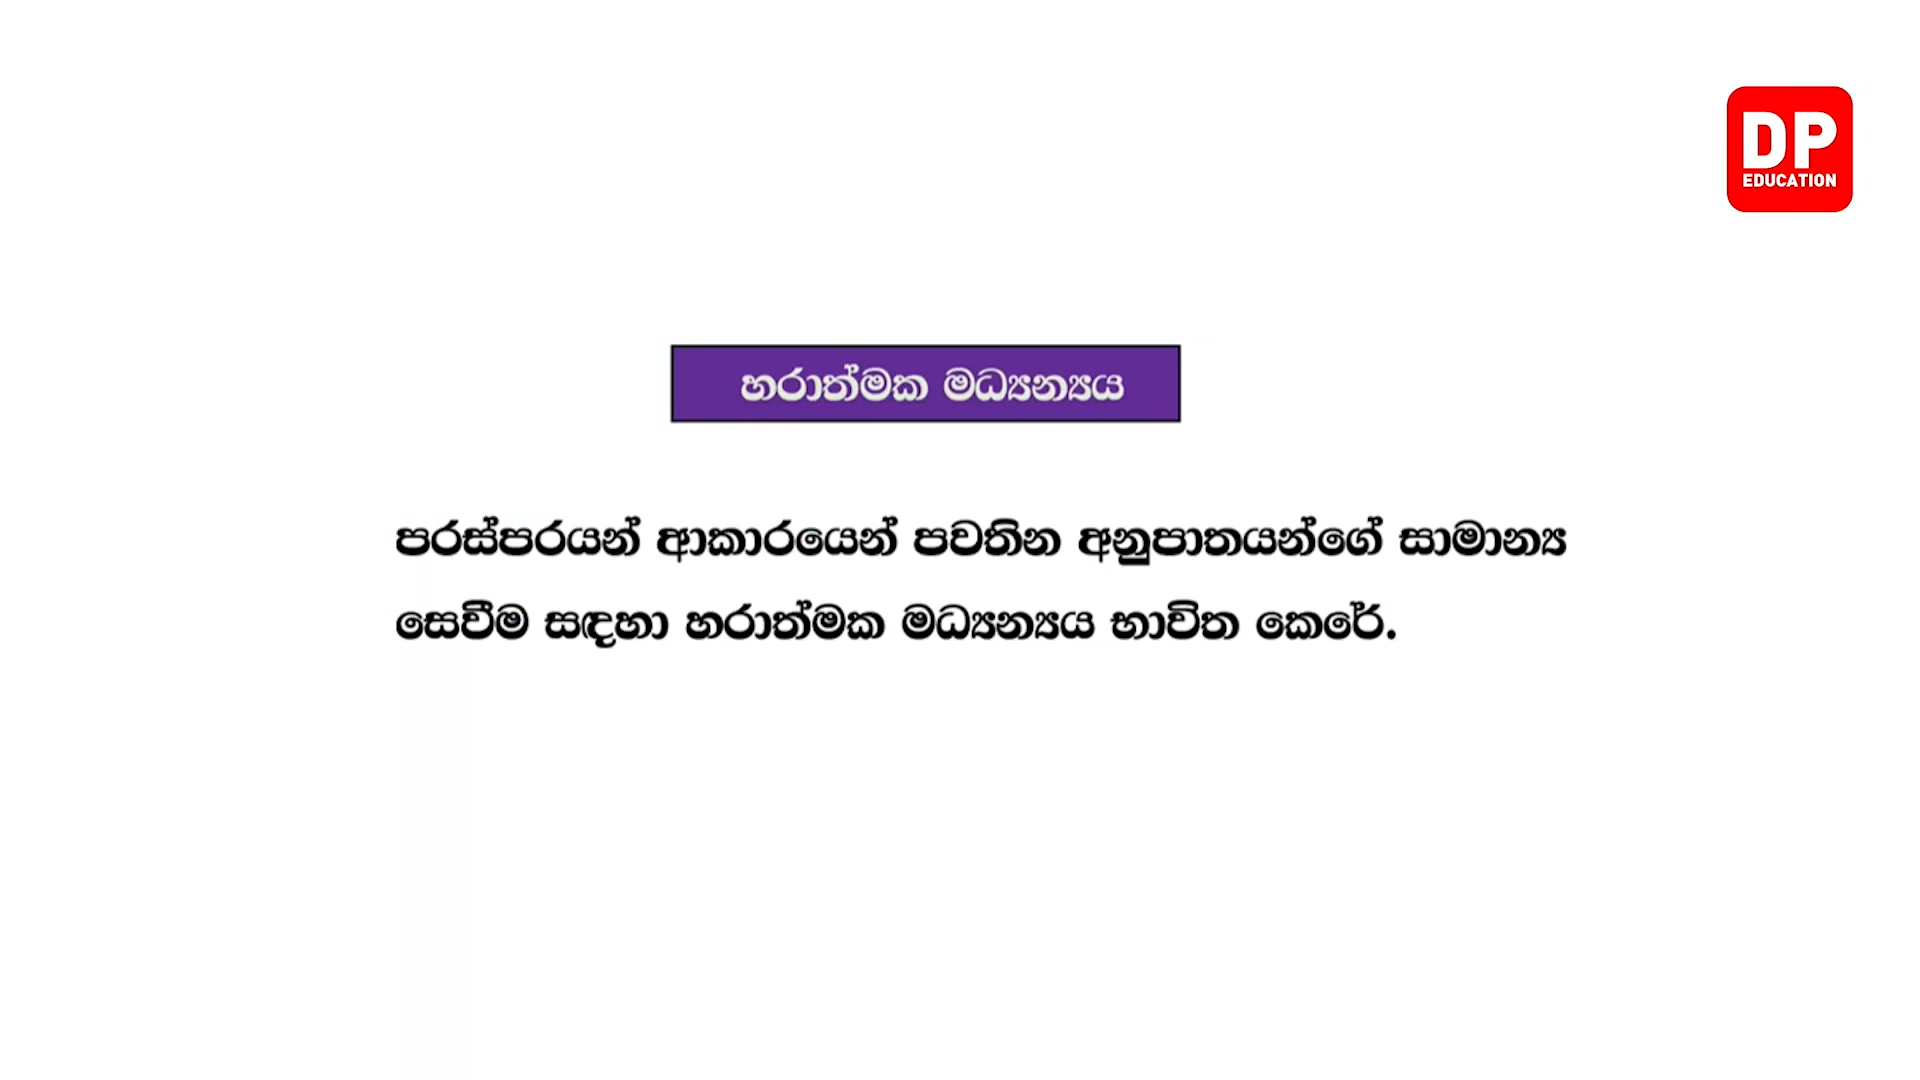 DP
EDUCATION
හරාත්මක මධ්‍යන්‍යය
පරස්පරයන් ආකාරයෙන් පවතින අනුපාතයන්ගේ සාමාන්‍ය
සෙවීම සඳහා හරාත්මක මධ්‍යන්‍යය භාවිත කෙරේ.